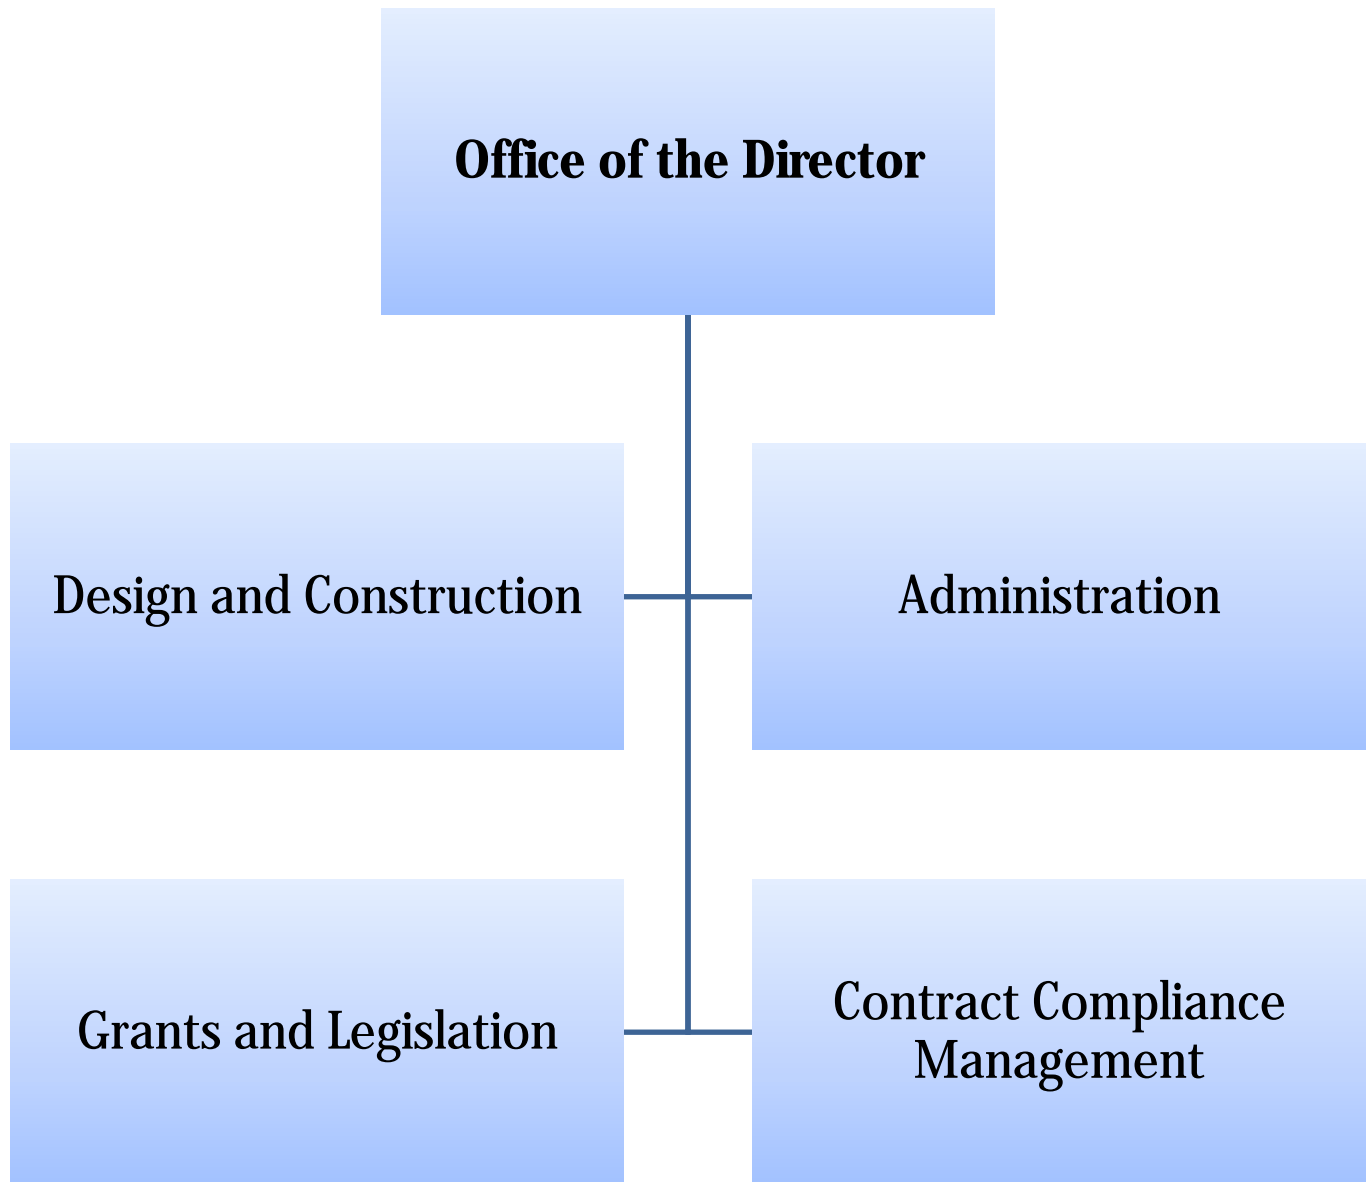 Office of the Director
Design and Construction
Administration
Grants and Legislation
Contract Compliance
Management